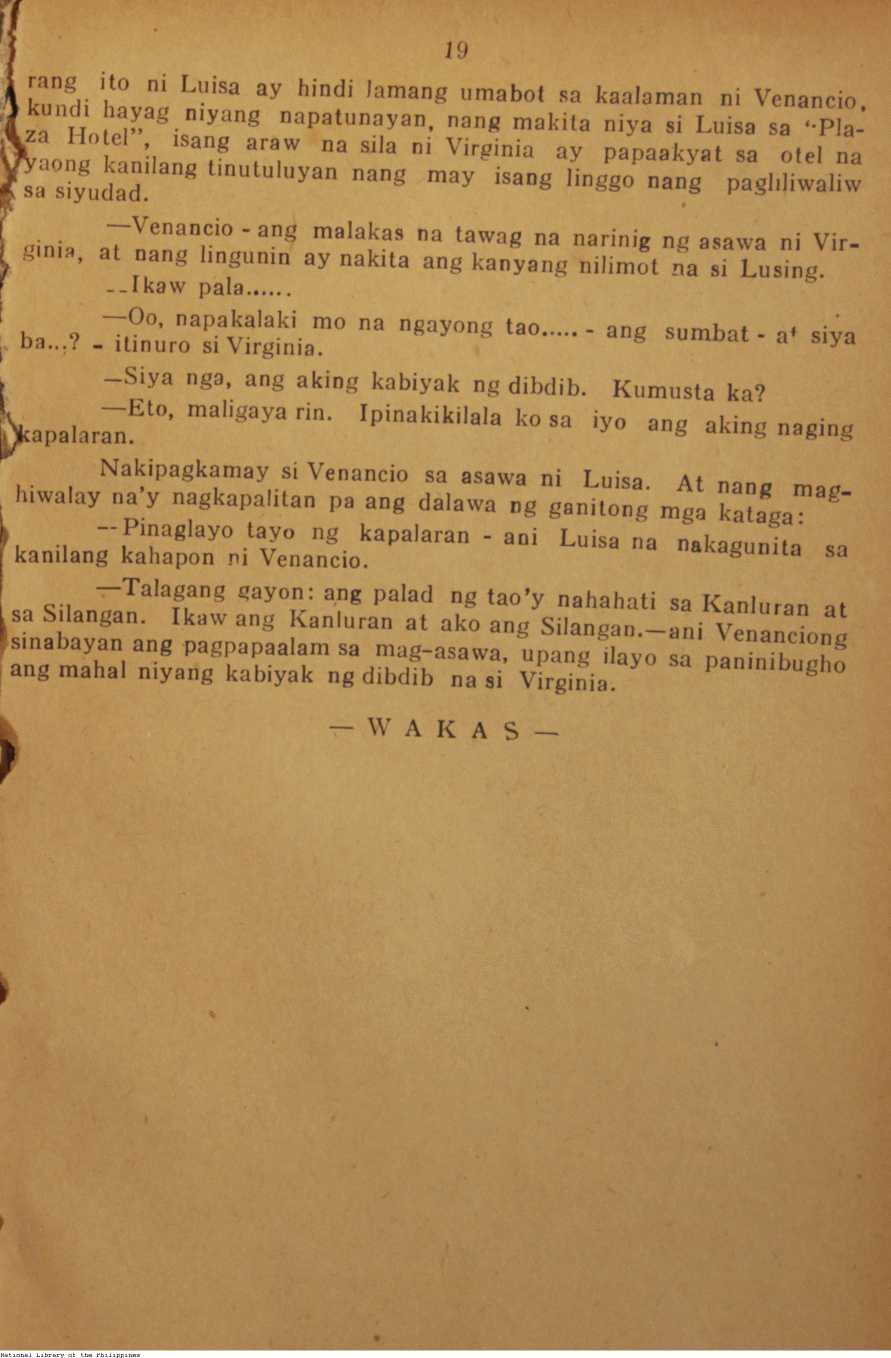 19
rang ito ni Luisa ay hindi lamang umabot sa kaalaman ni Venancio,
kundi hayag niyang napatunayan, nang makita niya si Luisa sa “Pla-
za Hotel”, isang araw na sila ni Virginia ay papaakyat sa otel na
yaong kanilang tinutuluyan nang may isang linggo nang pagliliwaliw
sa siyudad.
—Venancio - ang malakas na tawag na narinig ng asawa ni Vir-
ginia, at nang lingunin ay nakita ang kanyang nilimot na si Lusing.
--Ikaw pala......
—Oo, napakalaki mo na ngayong tao..... - ang sumbat - at siya
ba...? - itinuro si Virginia.
—Siya nga, ang aking kabiyak ng dibdib. Kumusta ka?
—Eto, maligaya rin. Ipinakikilala ko sa iyo ang aking naging
kapalaran.
Nakipagkamay si Venancio sa asawa ni Luisa. At nang mag-
hiwalay na’y nagkapalitan pa ang dalawa ng ganitong mga kataga:
--Pinaglayo tayo ng kapalaran - ani Luisa na nakagunita sa
kanilang kahapon ni Venancio.
—Talagang gayon: ang palad ng tao’y nahahati sa Kanluran at
sa Silangan. Ikaw ang Kanluran at ako ang Silangan.—ani Venanciong
sinabayan ang pagpapaalam sa mag-asawa, upang ilayo sa paninibugho
ang mahal niyang kabiyak ng dibdib na si Virginia.
— W A K A S —
National Library of the Philippines